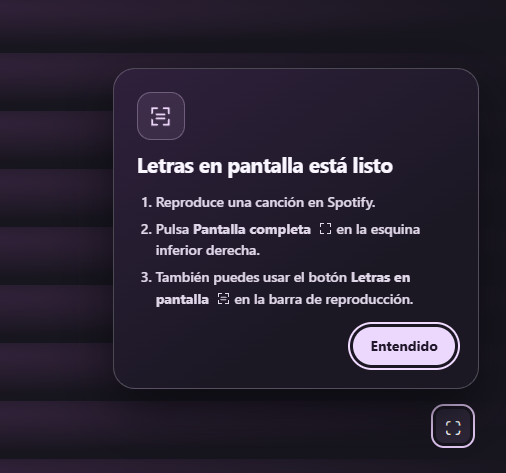 Letras en pantalla está listo
1. Reproduce una canción en Spotify.
2. Pulsa Pantalla completa en la esquina
inferior derecha.
3. También puedes usar el botón Letras en
pantalla en la barra de reproducción.
Entendido